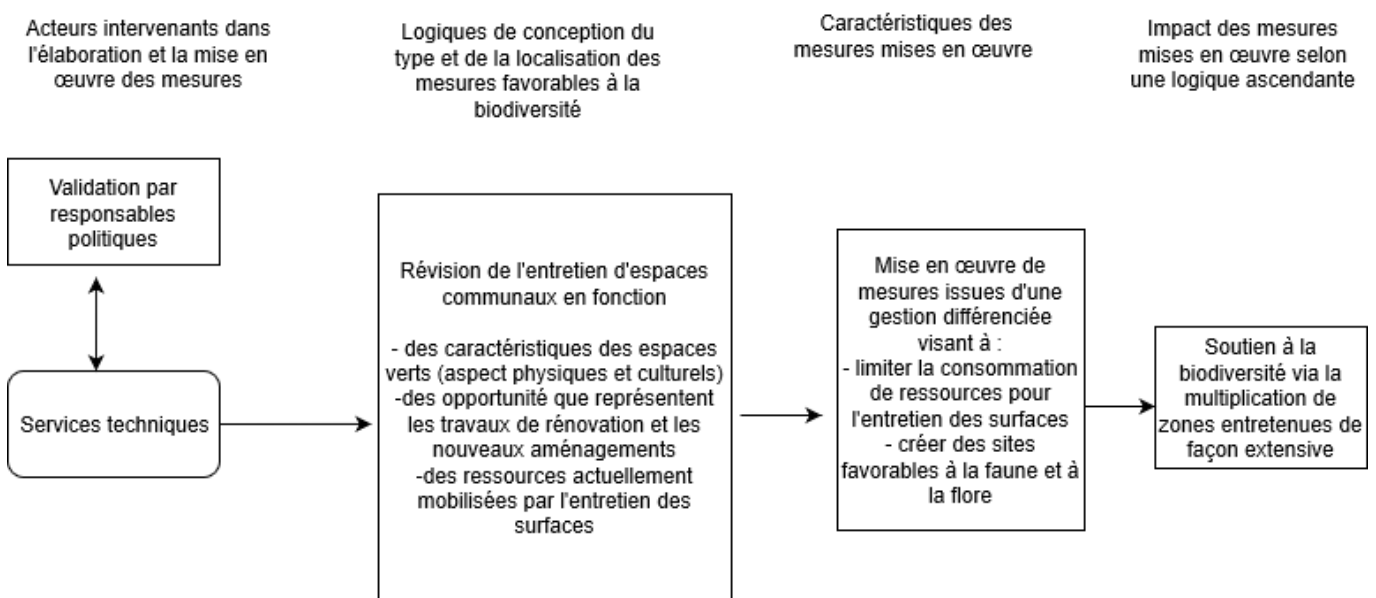 Acteurs intervenants dans
l'élaboration et la mise en
œuvre des mesures
Logiques de conception du
type et de la localisation des
mesures favorables à la
biodiversité
Caractéristiques des
mesures mises en œuvre
Impact des mesures
mises en œuvre selon
une logique ascendante
Validation par
responsables
politiques
Services techniques
Révision de l'entretien d'espaces
communaux en fonction
- des caractéristiques des espaces
verts (aspect physiques et culturels)
-des opportunité que représentent
les travaux de rénovation et les
nouveaux aménagements
-des ressources actuellement
mobilisées par l'entretien des
surfaces
Mise en œuvre de
mesures issues d'une
gestion différenciée
visant à :
- limiter la consommation
de ressources pour
l'entretien des surfaces
- créer des sites
favorables à la faune et à
la flore
Soutien à la
biodiversité via la
multiplication de
zones entretenues de
façon extensive